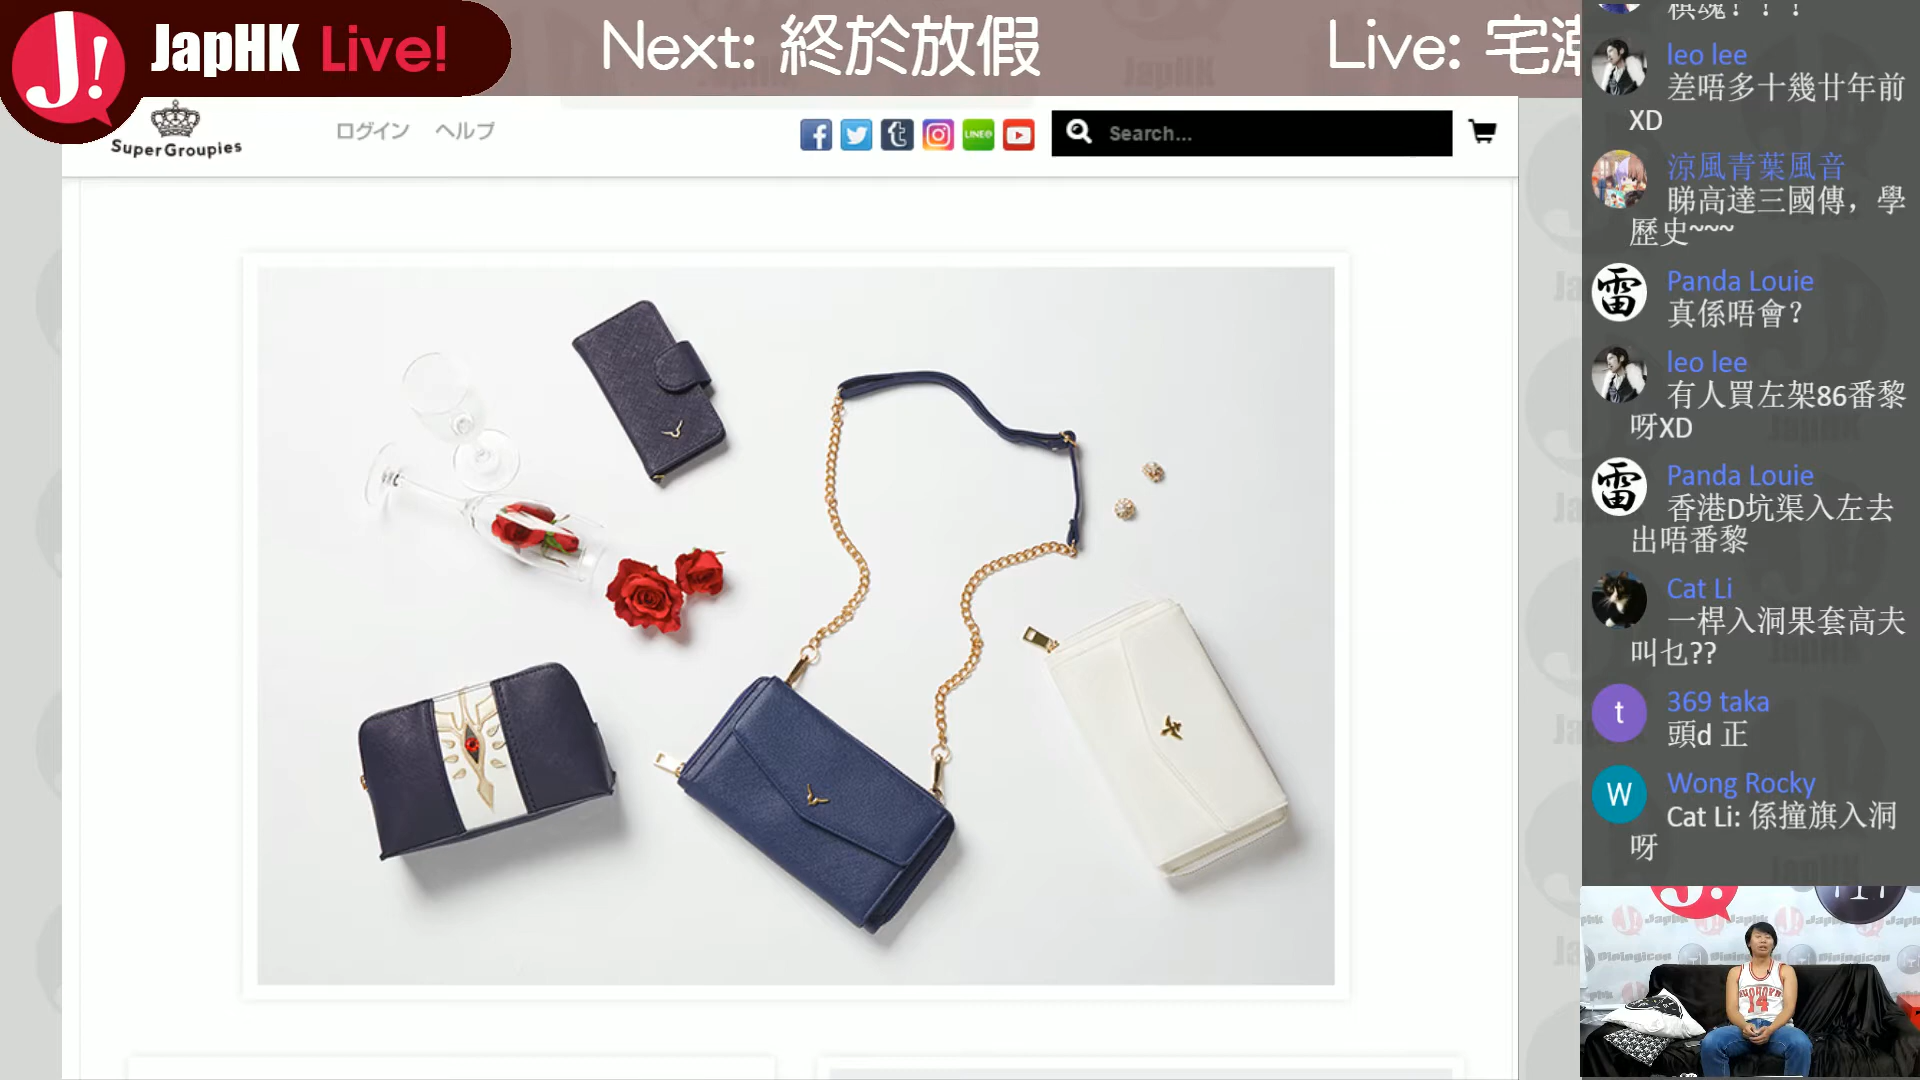 JapHK Live!
Next: 終於放假
Live: 宅潮
SuperGroupies
ログイン
ヘルプ
LINE@
Search...
棋魂！！！
leo lee
差唔多十幾廿年前
XD
涼風青葉風音
睇高達三國傳，學
歷史~~~
Panda Louie
真係唔會?
leo lee
有人買左架86番黎
呀XD
Panda Louie
香港D坑渠入左去
出唔番黎
Cat Li
一桿入洞果套高夫
叫乜??
369 taka
頭d 正
Wong Rocky
Cat Li: 係撞旗入洞
呀
14